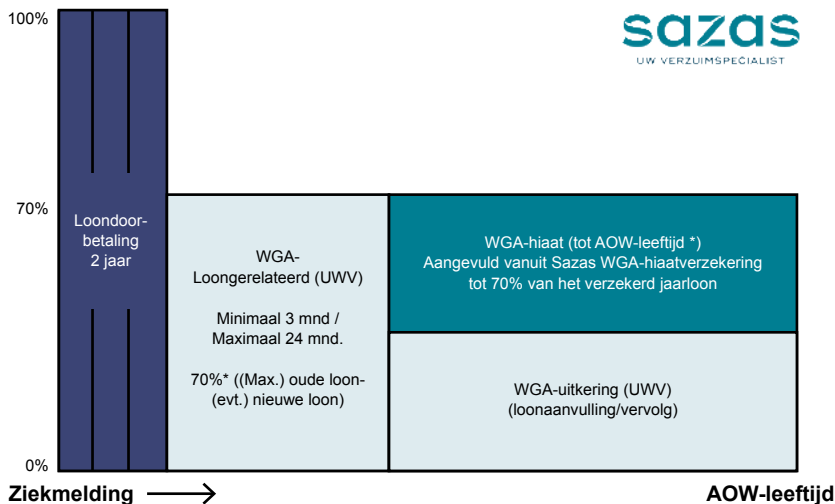 100%
sazas
UW VERZUIMSPECIALIST
70%
Loondoor-
betaling
2 jaar
WGA-
Loongerelateerd (UWV)
Minimaal 3 mnd /
Maximaal 24 mnd.
70%* ((Max.) oude loon-
(evt.) nieuwe loon)
WGA-hiaat (tot AOW-leeftijd *)
Aangevuld vanuit Sazas WGA-hiaatverzekering
tot 70% van het verzekerd jaarloon
WGA-uitkering (UWV)
(loonaanvulling/vervolg)
0%
Ziekmelding
AOW-leeftijd